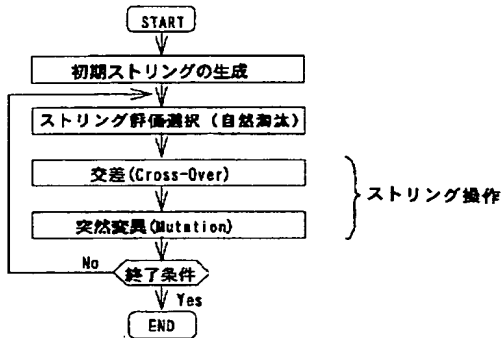 START
初期ストリングの生成
ストリング評価選択（自然淘汰）
交差(Cross-Over)
ストリング操作
突然変異(Mutation)
No
終了条件
Yes
END